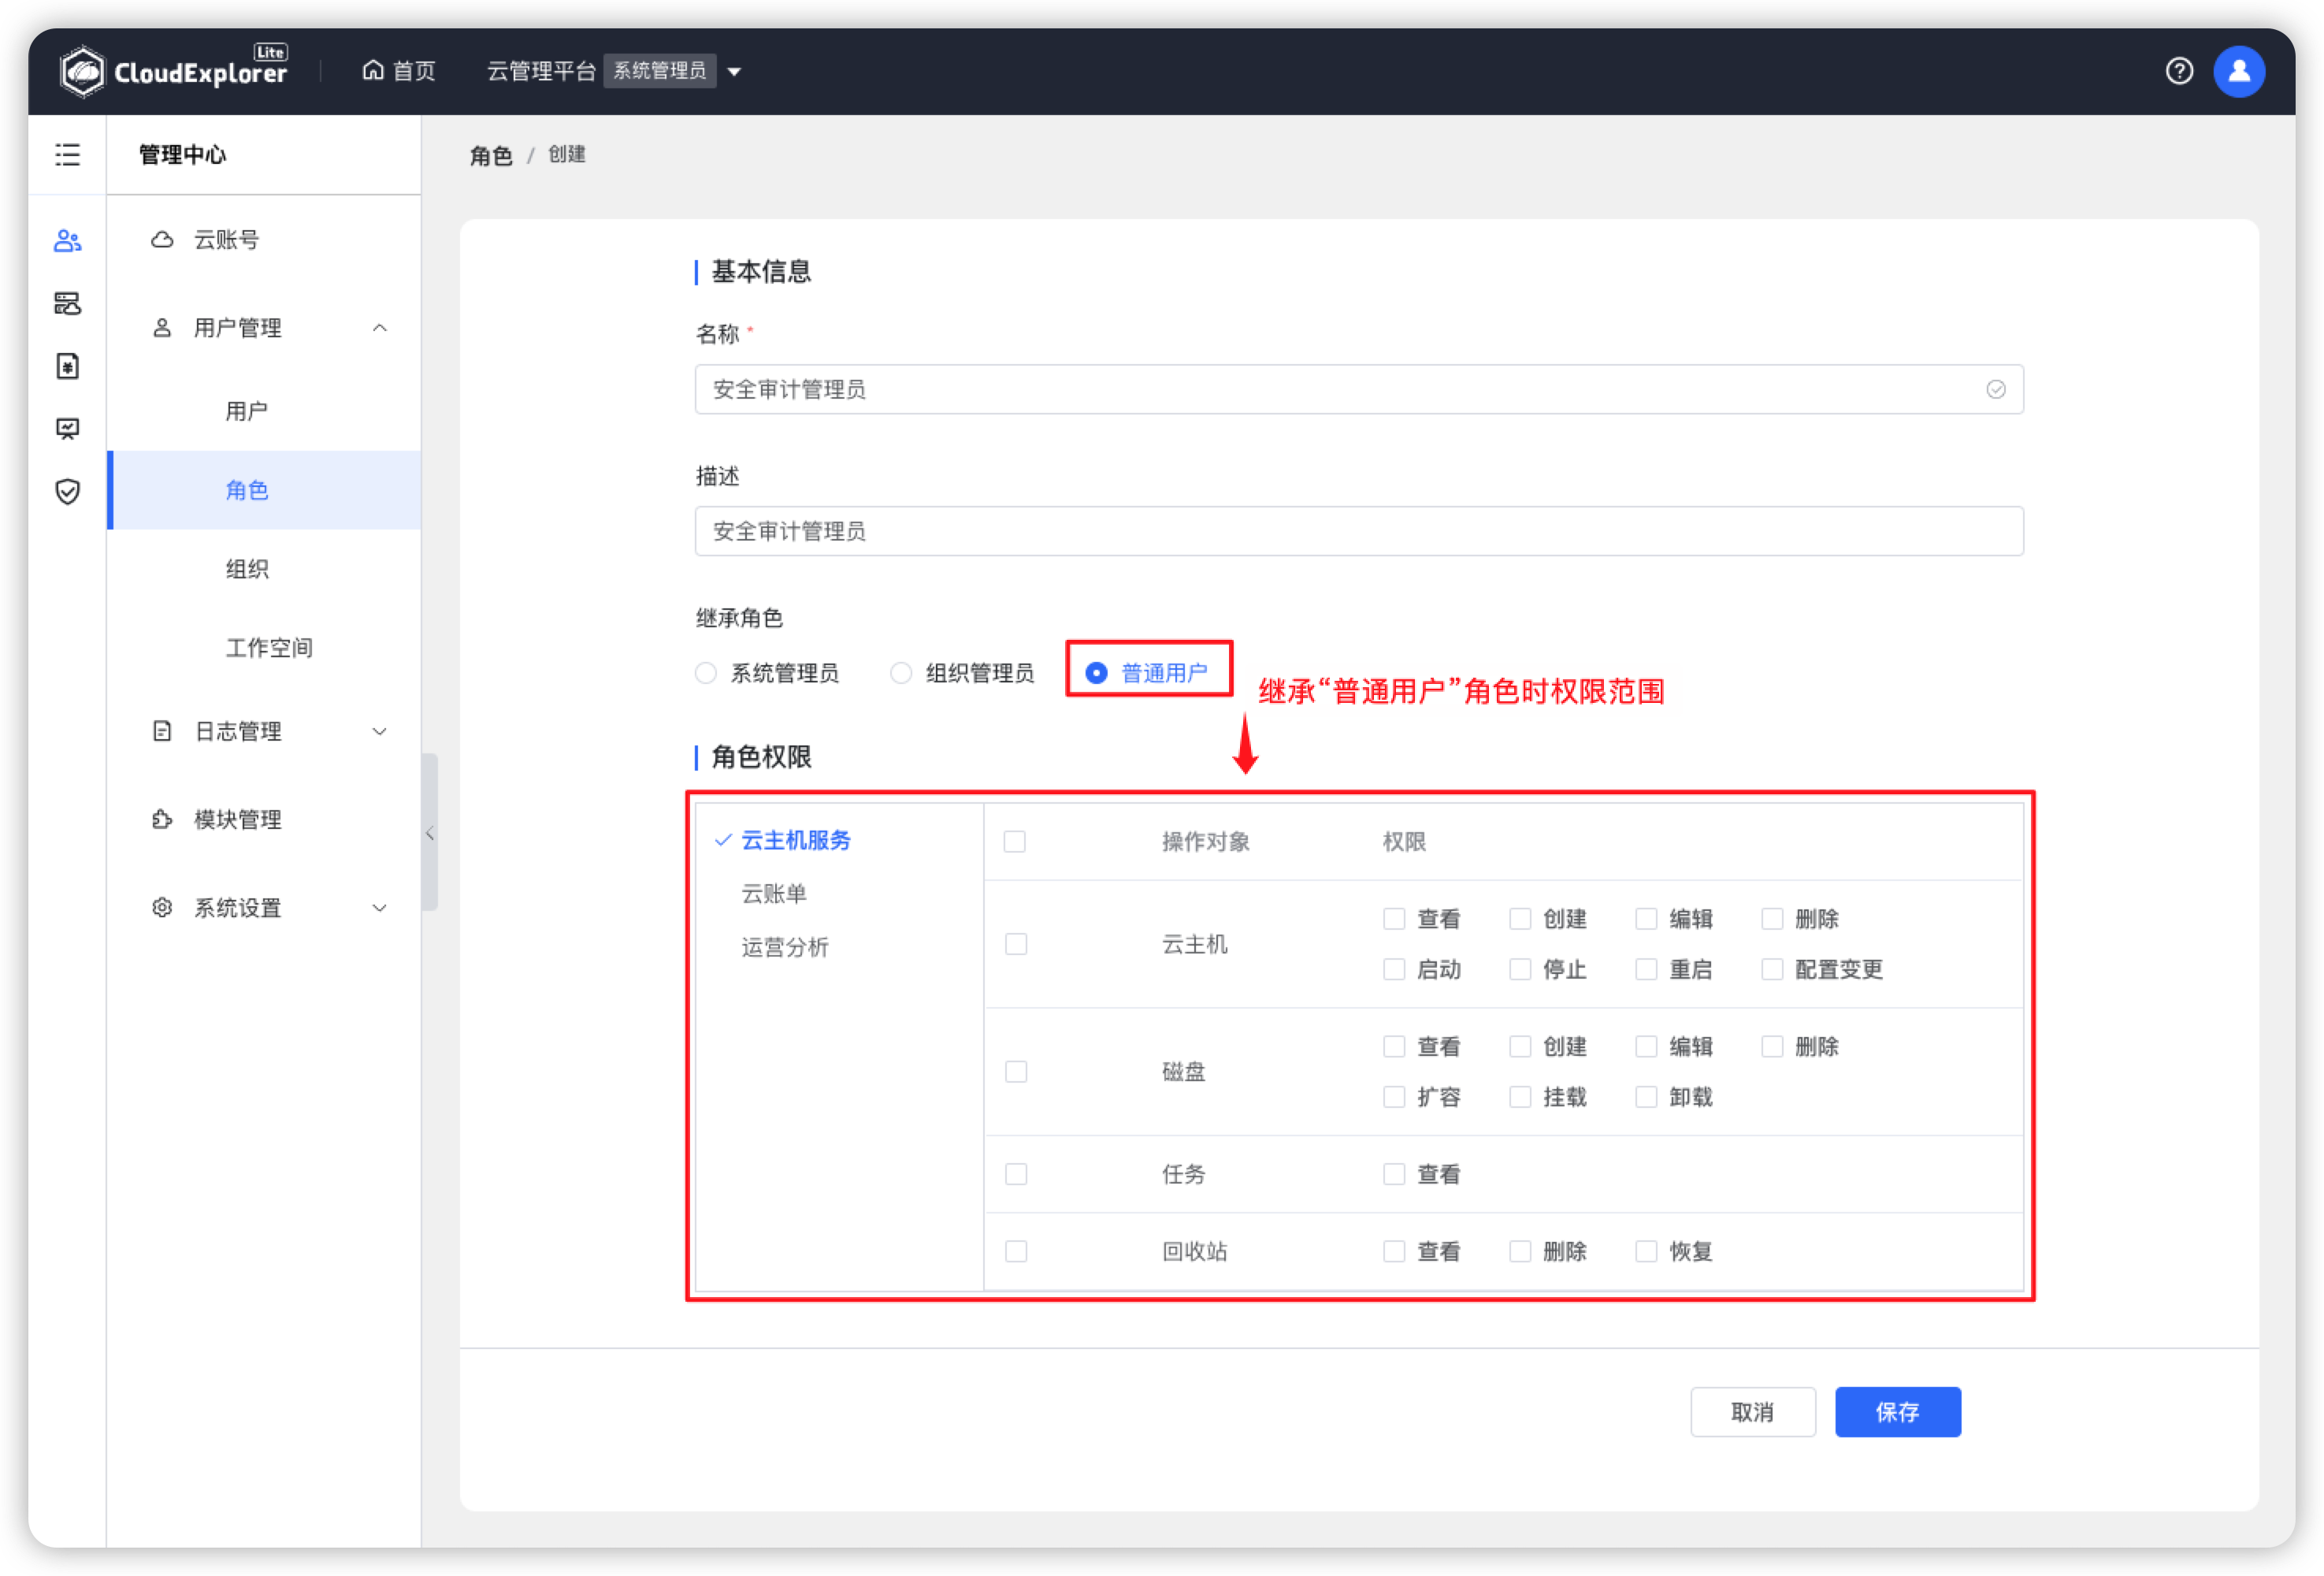 CloudExplorer Lite
首页
云管理平台 系统管理员
管理中心
云账号
用户管理
用户
角色
组织
工作空间
日志管理
模块管理
系统设置
角色 / 创建
基本信息
名称 *
安全审计管理员
描述
安全审计管理员
继承角色
系统管理员 组织管理员 普通用户
继承“普通用户”角色时权限范围
角色权限
云主机服务
云账单
运营分析
操作对象 权限
云主机
查看 创建 编辑 删除
启动 停止 重启 配置变更
磁盘
查看 创建 编辑 删除
扩容 挂载 卸载
任务 查看
回收站 查看 删除 恢复
取消 保存